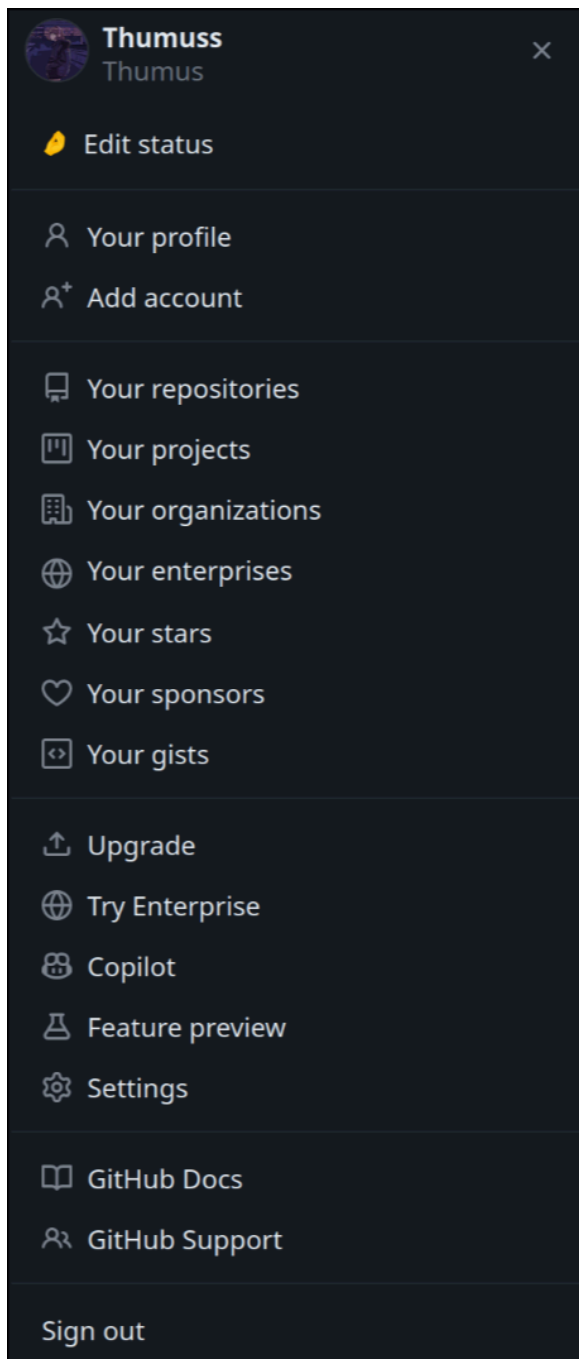 Thumuss
Thumus
Edit status
Your profile
Add account
Your repositories
Your projects
Your organizations
Your enterprises
Your stars
Your sponsors
Your gists
Upgrade
Try Enterprise
Copilot
Feature preview
Settings
GitHub Docs
GitHub Support
Sign out